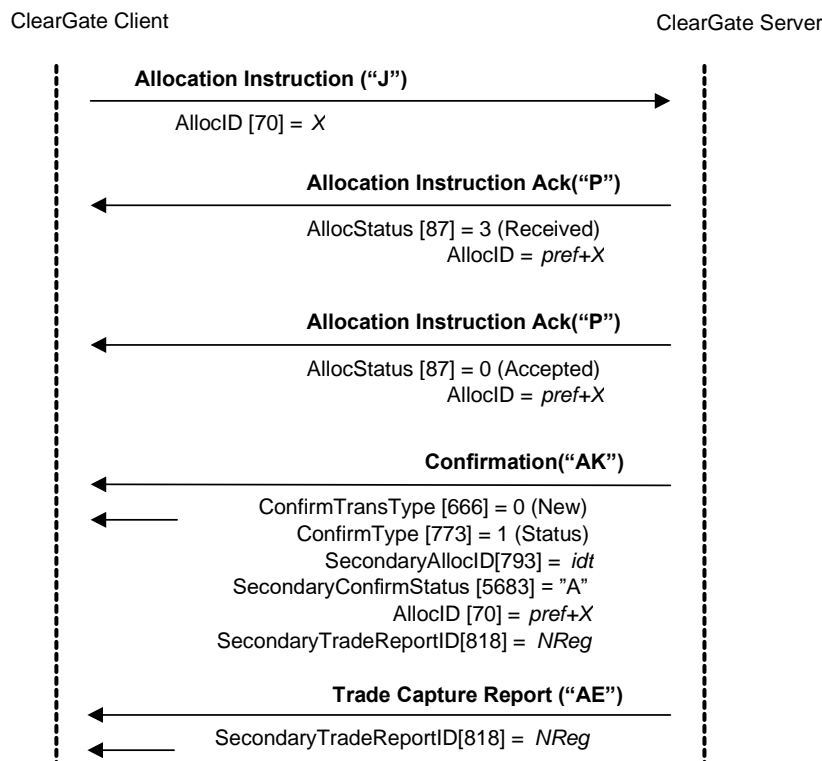 ClearGate Client
ClearGate Server
Allocation Instruction (“J”)
AllocID [70] = X
Allocation Instruction Ack(“P”)
AllocStatus [87] = 3 (Received)
AllocID = pref+X
Allocation Instruction Ack(“P”)
AllocStatus [87] = 0 (Accepted)
AllocID = pref+X
Confirmation(“AK”)
ConfirmTransType [666] = 0 (New)
ConfirmType [773] = 1 (Status)
SecondaryAllocID[793] = idt
SecondaryConfirmStatus [5683] = ”A”
AllocID [70] = pref+X
SecondaryTradeReportID[818] = NReg
Trade Capture Report (“AE”)
SecondaryTradeReportID[818] = NReg